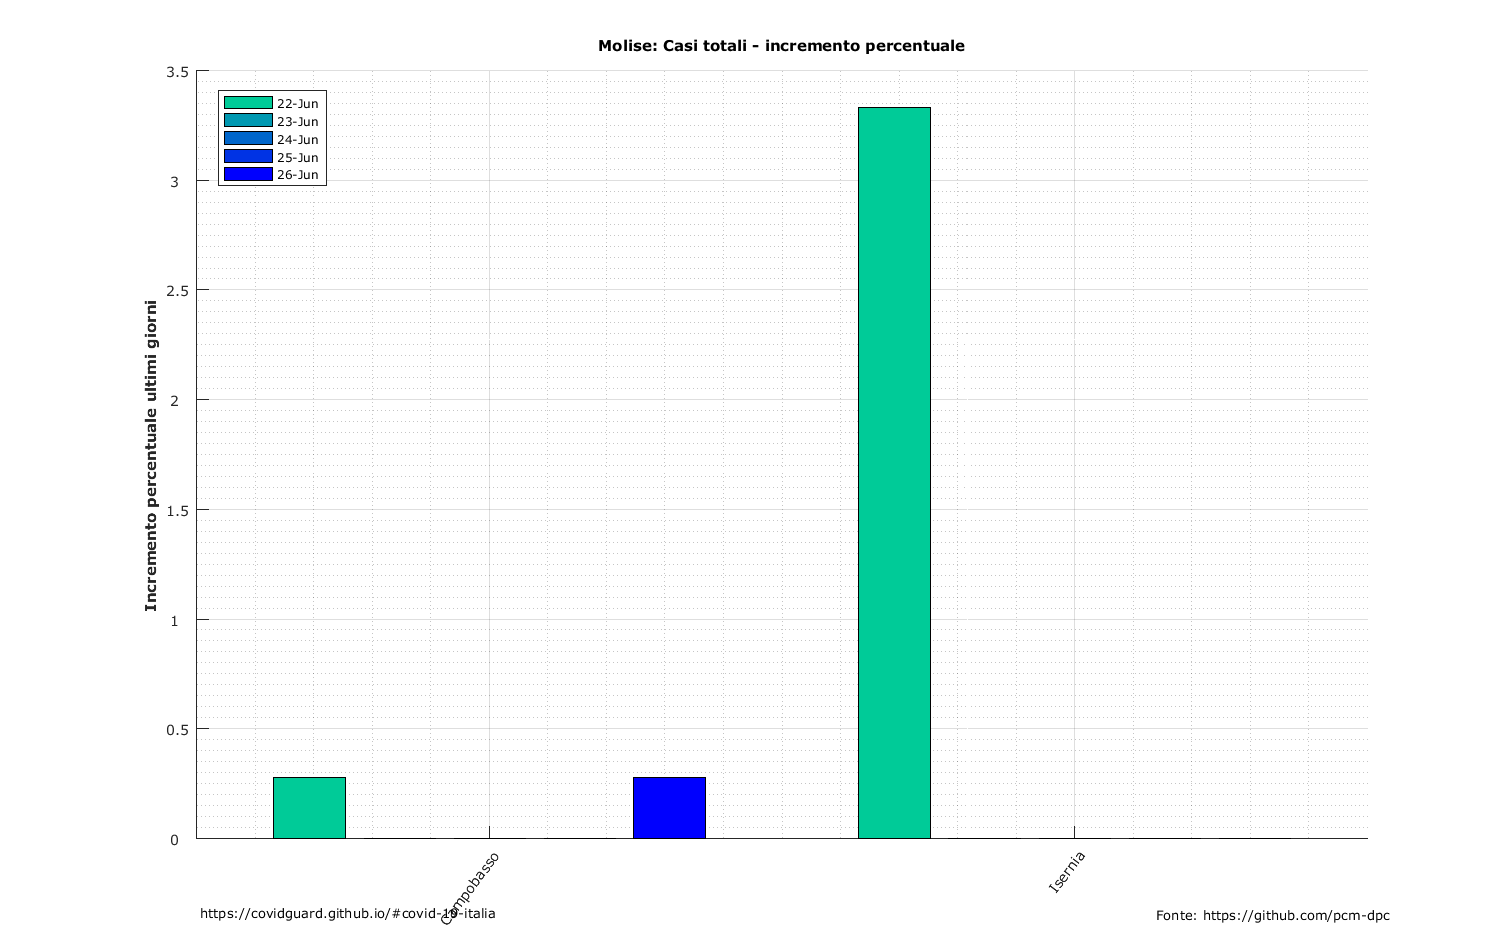 Molise: Casi totali - incremento percentuale
3.5
3
2.5
2
1.5
1
0.5
0
22-Jun
23-Jun
24-Jun
25-Jun
26-Jun
Incremento percentuale ultimi giorni
Campobasso
Isernia
https://covidguard.github.io/#covid-19-italia
Fonte: https://github.com/pcm-dpc